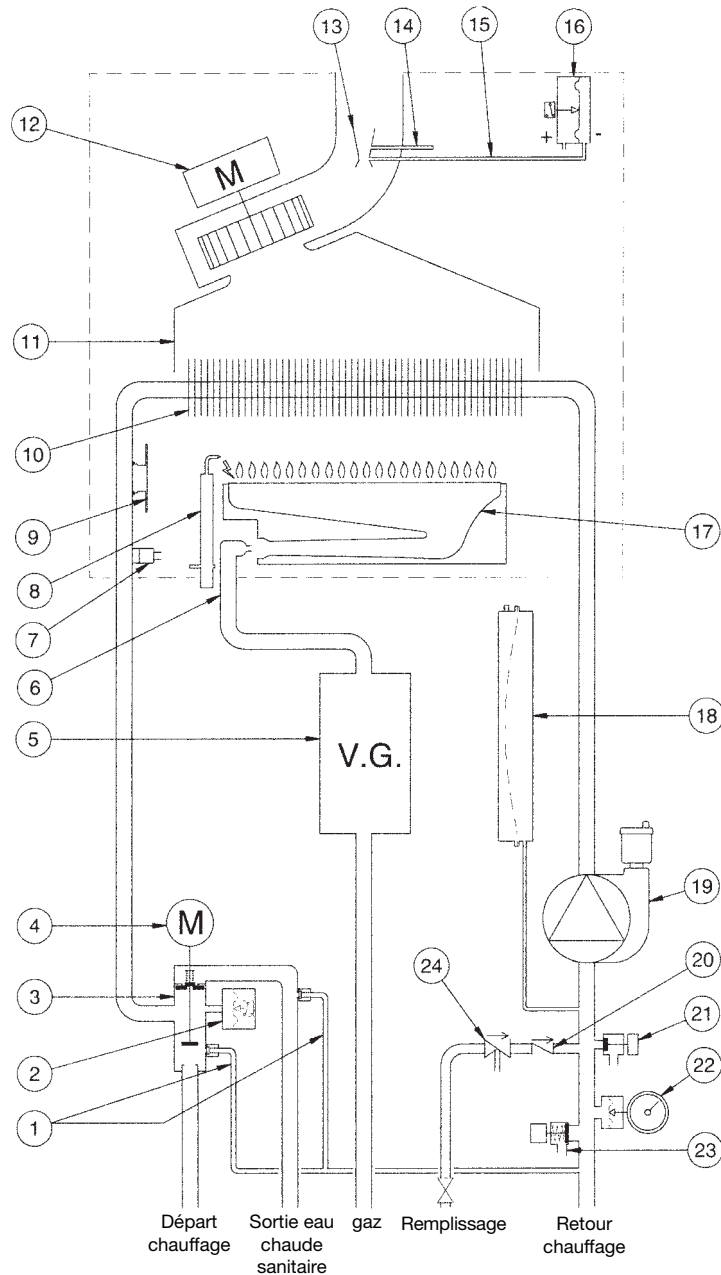 13
14
15
16
12
M
+
-
11
10
9
8
7
6
17
5
V.G.
18
4
M
19
3
24
20
2
21
22
1
23
Départ
chauffage
Sortie eau
chaude
sanitaire
gaz
Remplissage
Retour
chauffage